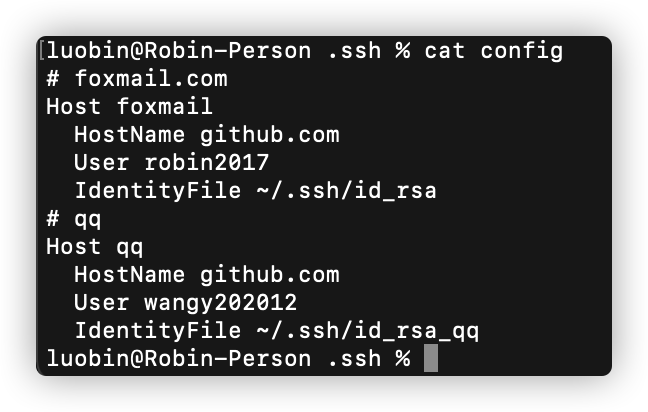 [luobin@Robin-Person .ssh % cat config
# foxmail.com
Host foxmail
  HostName github.com
  User robin2017
  IdentityFile ~/.ssh/id_rsa
# qq
Host qq
  HostName github.com
  User wangy202012
  IdentityFile ~/.ssh/id_rsa_qq
luobin@Robin-Person .ssh %